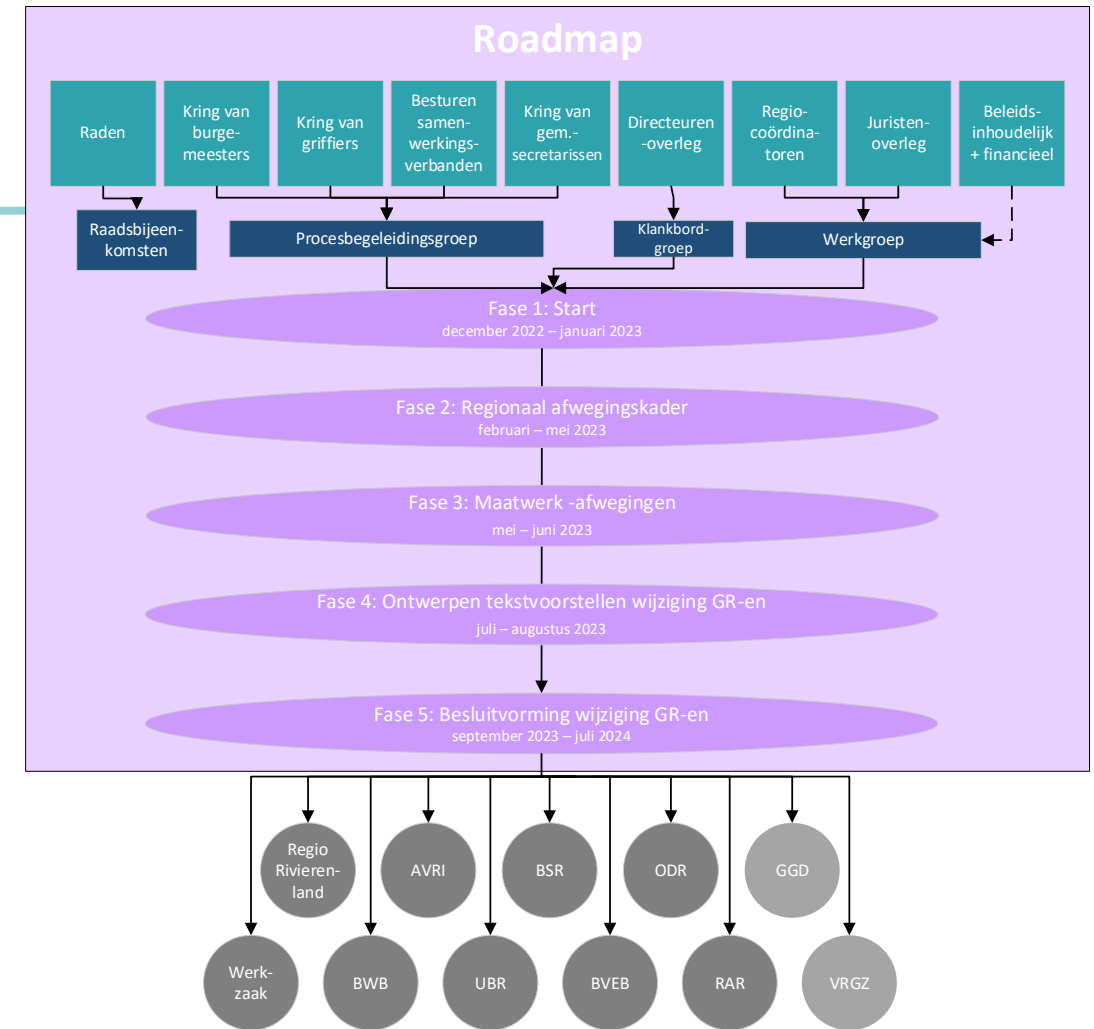 Roadmap
Raden
Kring van
burge-
meesters
Kring van
griffiers
Besturen
samen-
werkings-
verbanden
Kring van
gem.-
secretarissen
Directeuren
-overleg
Regio-
coördina-
toren
Juristen-
overleg
Beleids-
inhoudelijk
+ financieel
Raadsbijeen-
komsten
Procesbegeleidingsgroep
Klankbord-
groep
Werkgroep
Fase 1: Start
december 2022 – januari 2023
Fase 2: Regionaal afwegingskader
februari – mei 2023
Fase 3: Maatwerk -afwegingen
mei – juni 2023
Fase 4: Ontwerpen tekstvoorstellen wijziging GR-en
juli – augustus 2023
Fase 5: Besluitvorming wijziging GR-en
september 2023 – juli 2024
Regio
Rivieren-
land
AVRI
BSR
ODR
GGD
Werk-
zaak
BWB
UBR
BVEB
RAR
VRGZ